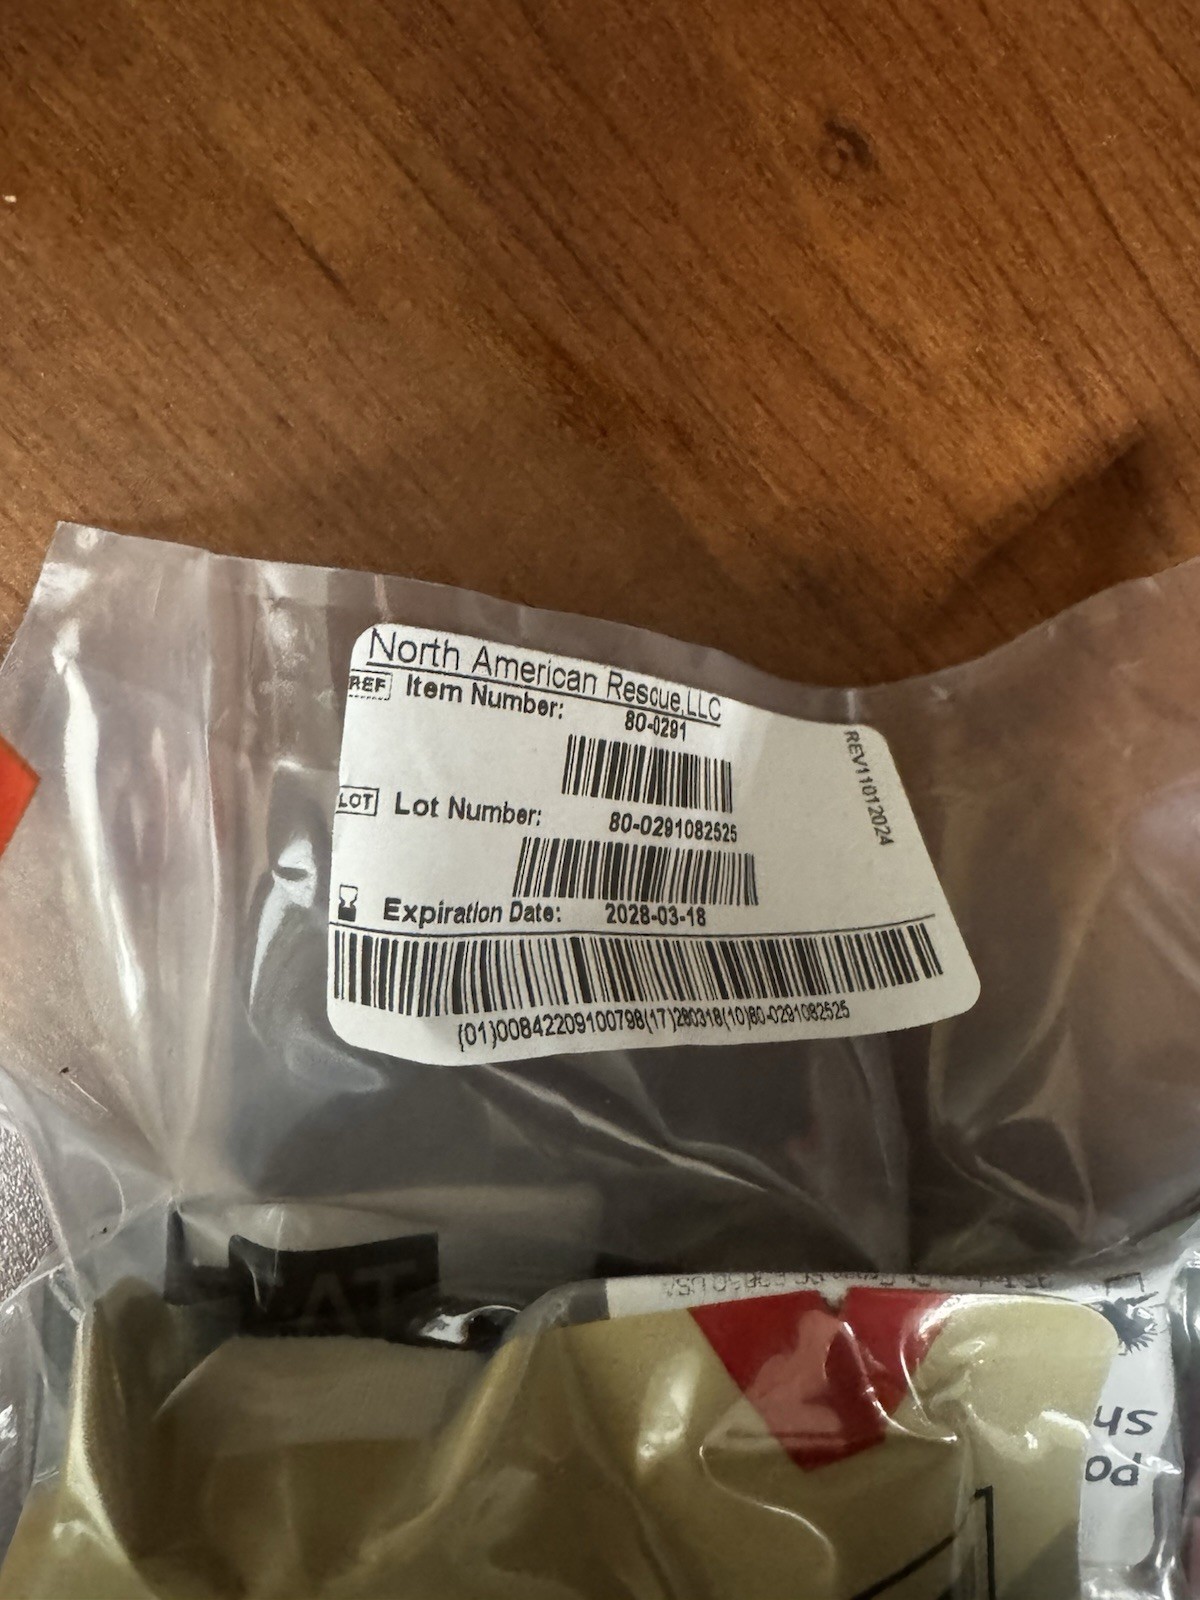 North American Rescue,LLC
REF Item Number:
80-0291
REV11012024
LOT Lot Number:
80-0291082525
Expiration Date: 2028-03-18
(01)00842209100798(17)280318(10)80-0291082525